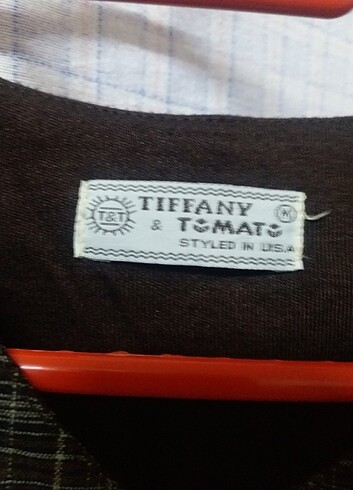 T&T
TIFFANY
& TOMATO
STYLED IN U.S.A